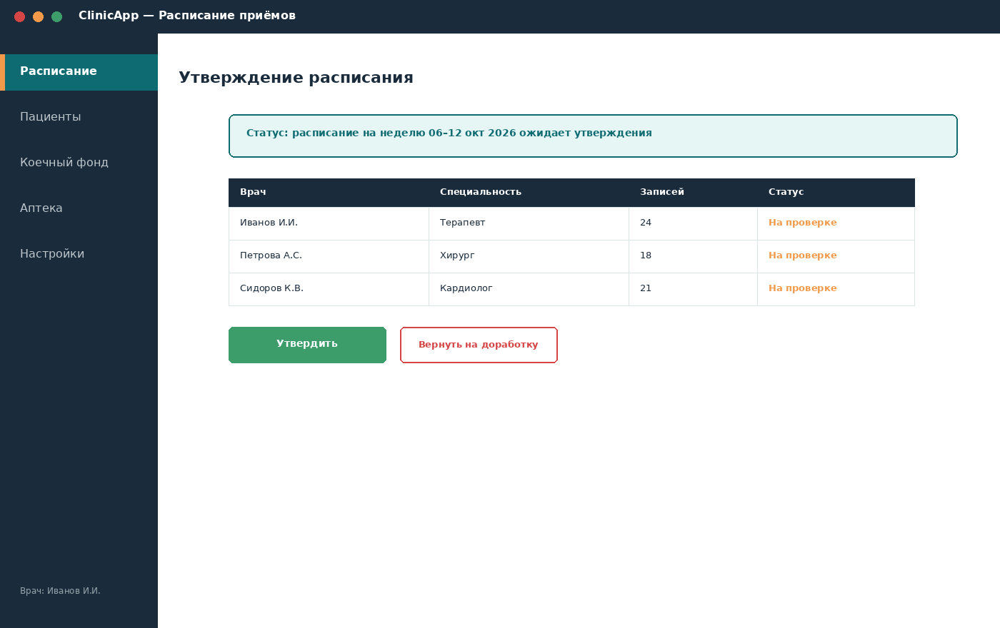 ClinicApp — Расписание приёмов
Расписание
Пациенты
Коечный фонд
Аптека
Настройки
Врач: Иванов И.И.
Утверждение расписания
Статус: расписание на неделю 06–12 окт 2026 ожидает утверждения
Врач Специальность Записей Статус
Иванов И.И. Терапевт 24 На проверке
Петрова А.С. Хирург 18 На проверке
Сидоров К.В. Кардиолог 21 На проверке
Утвердить Вернуть на доработку